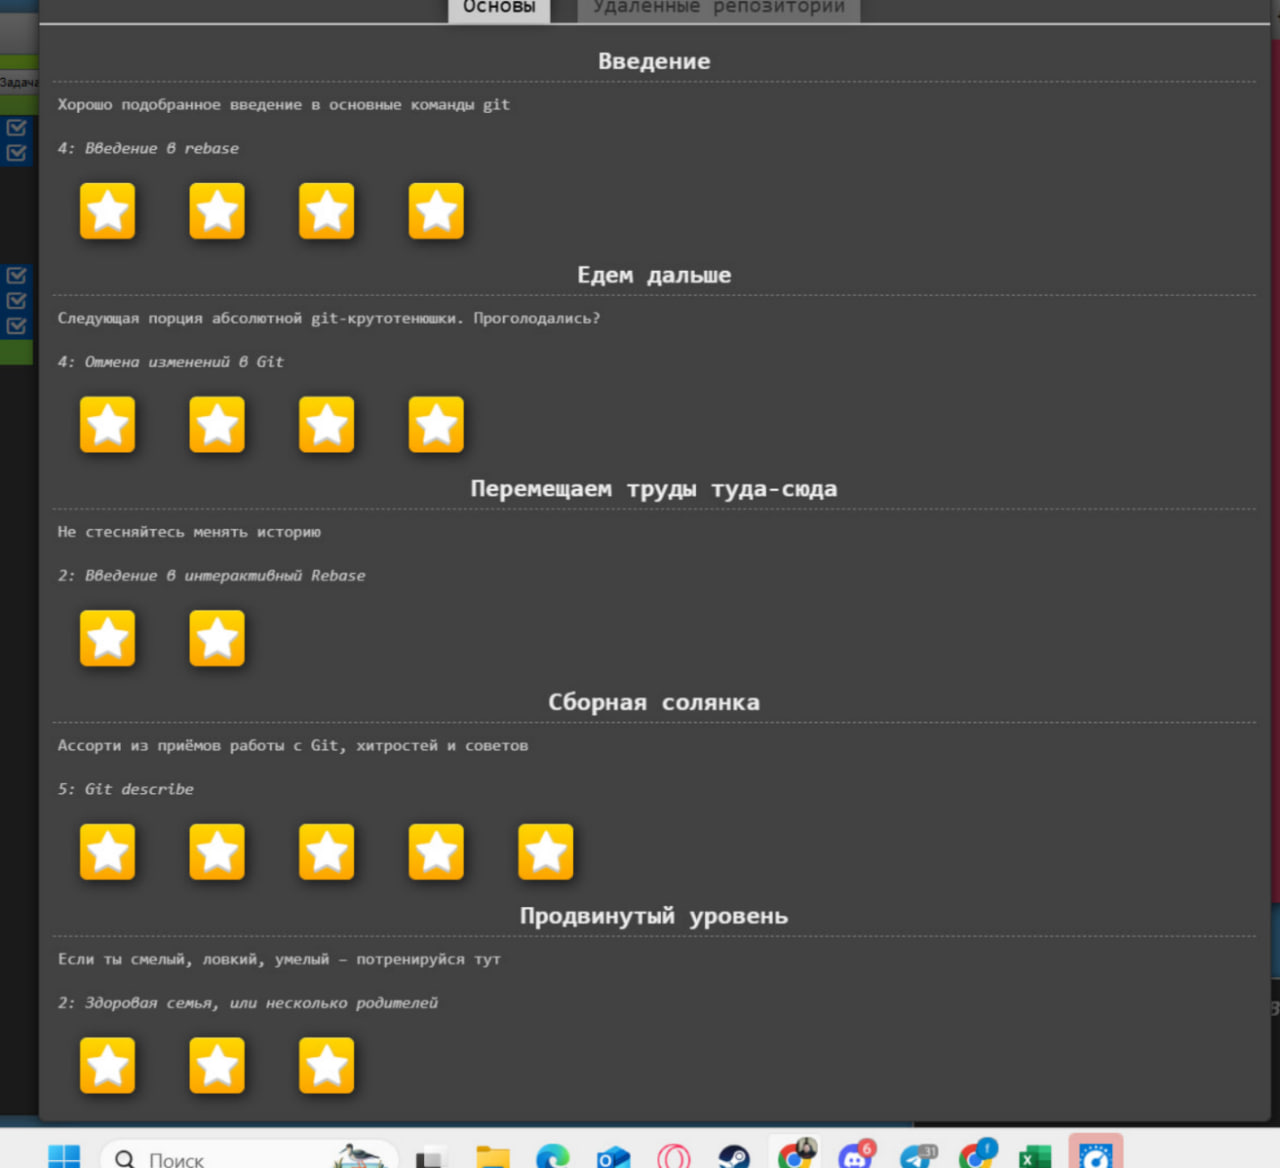 Основы
Удаленные репозитории
Задача
Введение
Хорошо подобранное введение в основные команды git
4: Введение в rebase
Едем дальше
Следующая порция абсолютной git-крутотенюшки. Проголодались?
4: Отмена изменений в Git
Перемещаем труды туда-сюда
Не стесняйтесь менять историю
2: Введение в интерактивный Rebase
Сборная солянка
Ассорти из приёмов работы с Git, хитростей и советов
5: Git describe
Продвинутый уровень
Если ты смелый, ловкий, умелый — потренируйся тут
2: Здоровая семья, или несколько родителей
Поиск
6
31